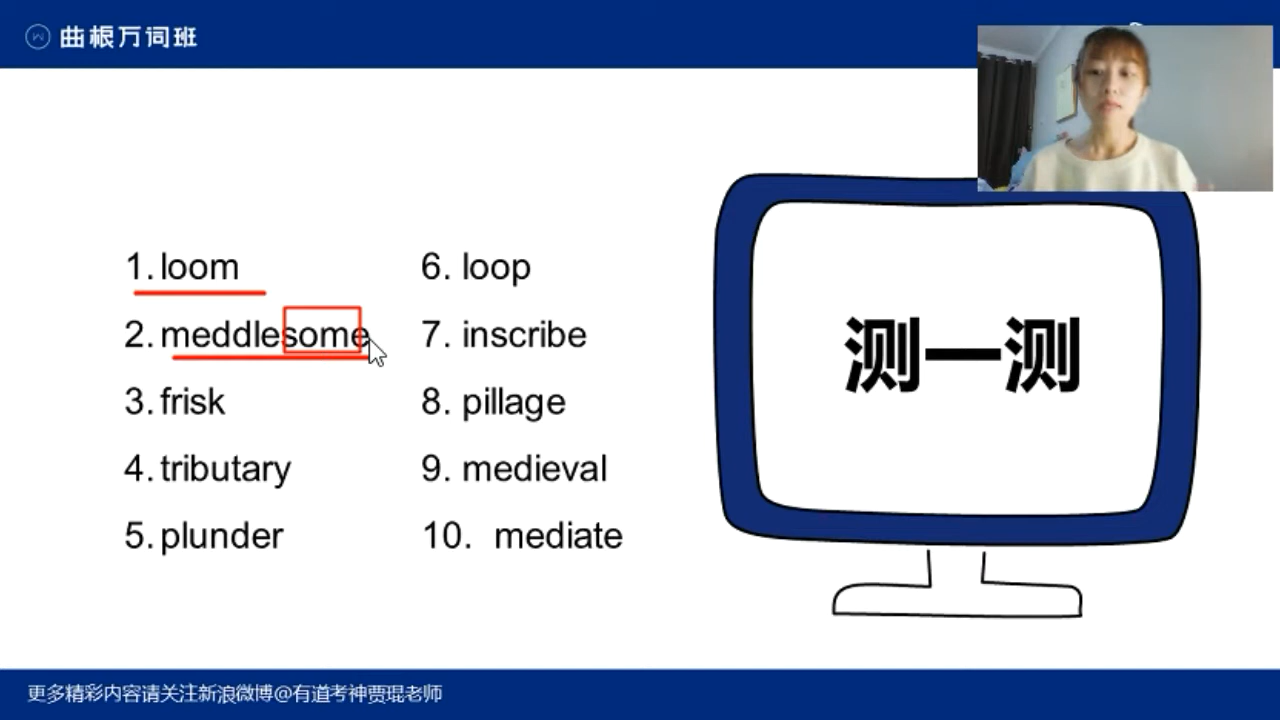 曲根万词班
1. loom
2. meddlesome
3. frisk
4. tributary
5. plunder
6. loop
7. inscribe
8. pillage
9. medieval
10. mediate
测一测
更多精彩内容请关注新浪微博@有道考神贾琨老师